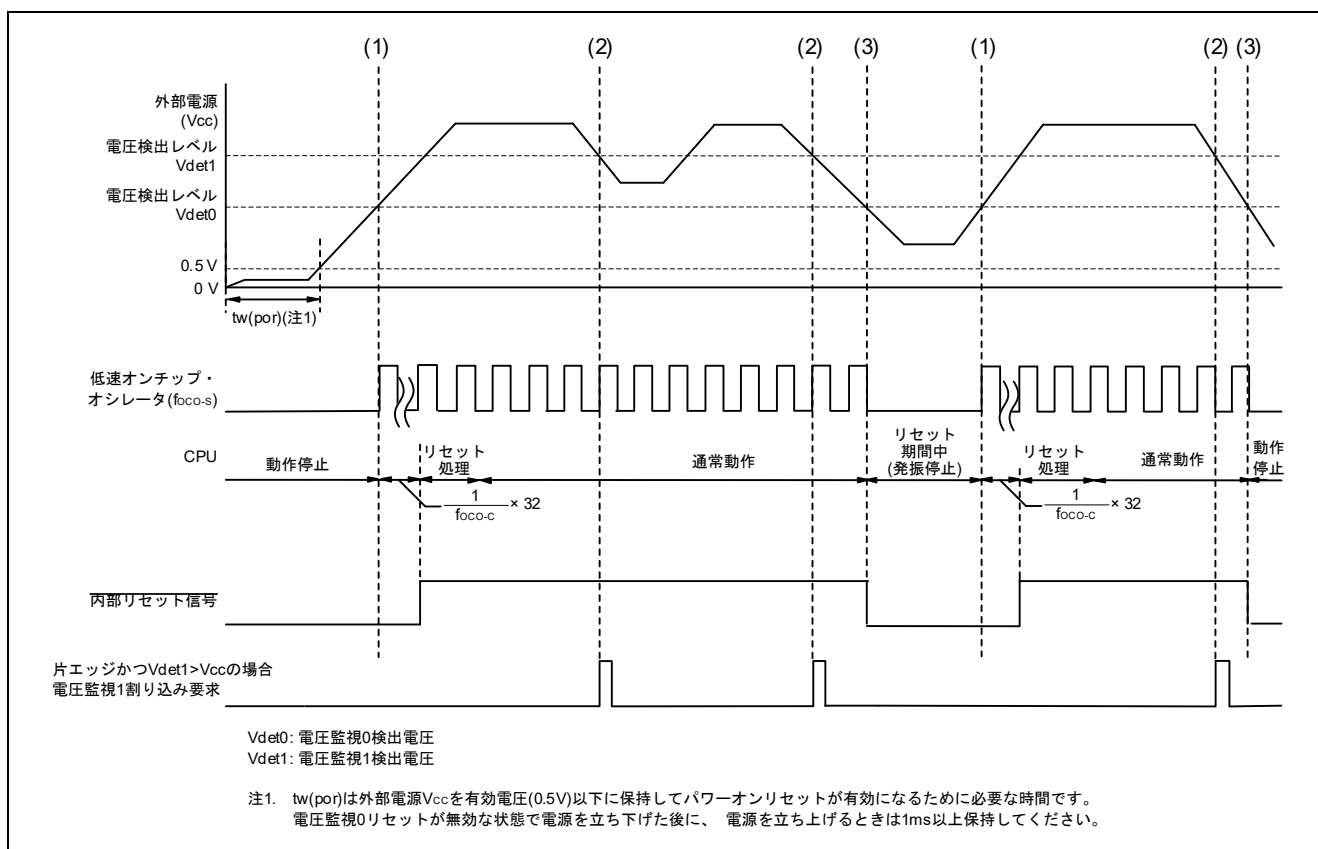 (1) (2) (2) (3) (1) (2) (3)
外部電源
(Vcc)
電圧検出レベル
Vdet1
電圧検出レベル
Vdet0
0.5 V
0 V
tw(por)(注1)
低速オンチップ・
オシレータ(foco-s)
CPU
動作停止
リセット
処理
通常動作
リセット
期間中
(発振停止)
リセット
処理
通常動作
動作
停止
1
foco-c
× 32
1
foco-c
× 32
内部リセット信号
片エッジかつVdet1>Vccの場合
電圧監視1割り込み要求
Vdet0: 電圧監視0検出電圧
Vdet1: 電圧監視1検出電圧
注1. tw(por)は外部電源Vccを有効電圧(0.5V)以下に保持してパワーオンリセットが有効になるために必要な時間です。
電圧監視0リセットが無効な状態で電源を立ち下げた後に、 電源を立ち上げるときは1ms以上保持してください。